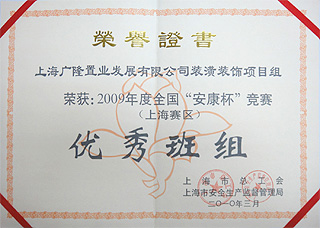 榮譽證書
上海广隆置业发展有限公司装潢装饰项目组
荣获:2009年度全国“安康杯”竞赛
(上海赛区)
优秀班组
上海市总工会
上海市安全生产监督管理局
二〇一〇年三月